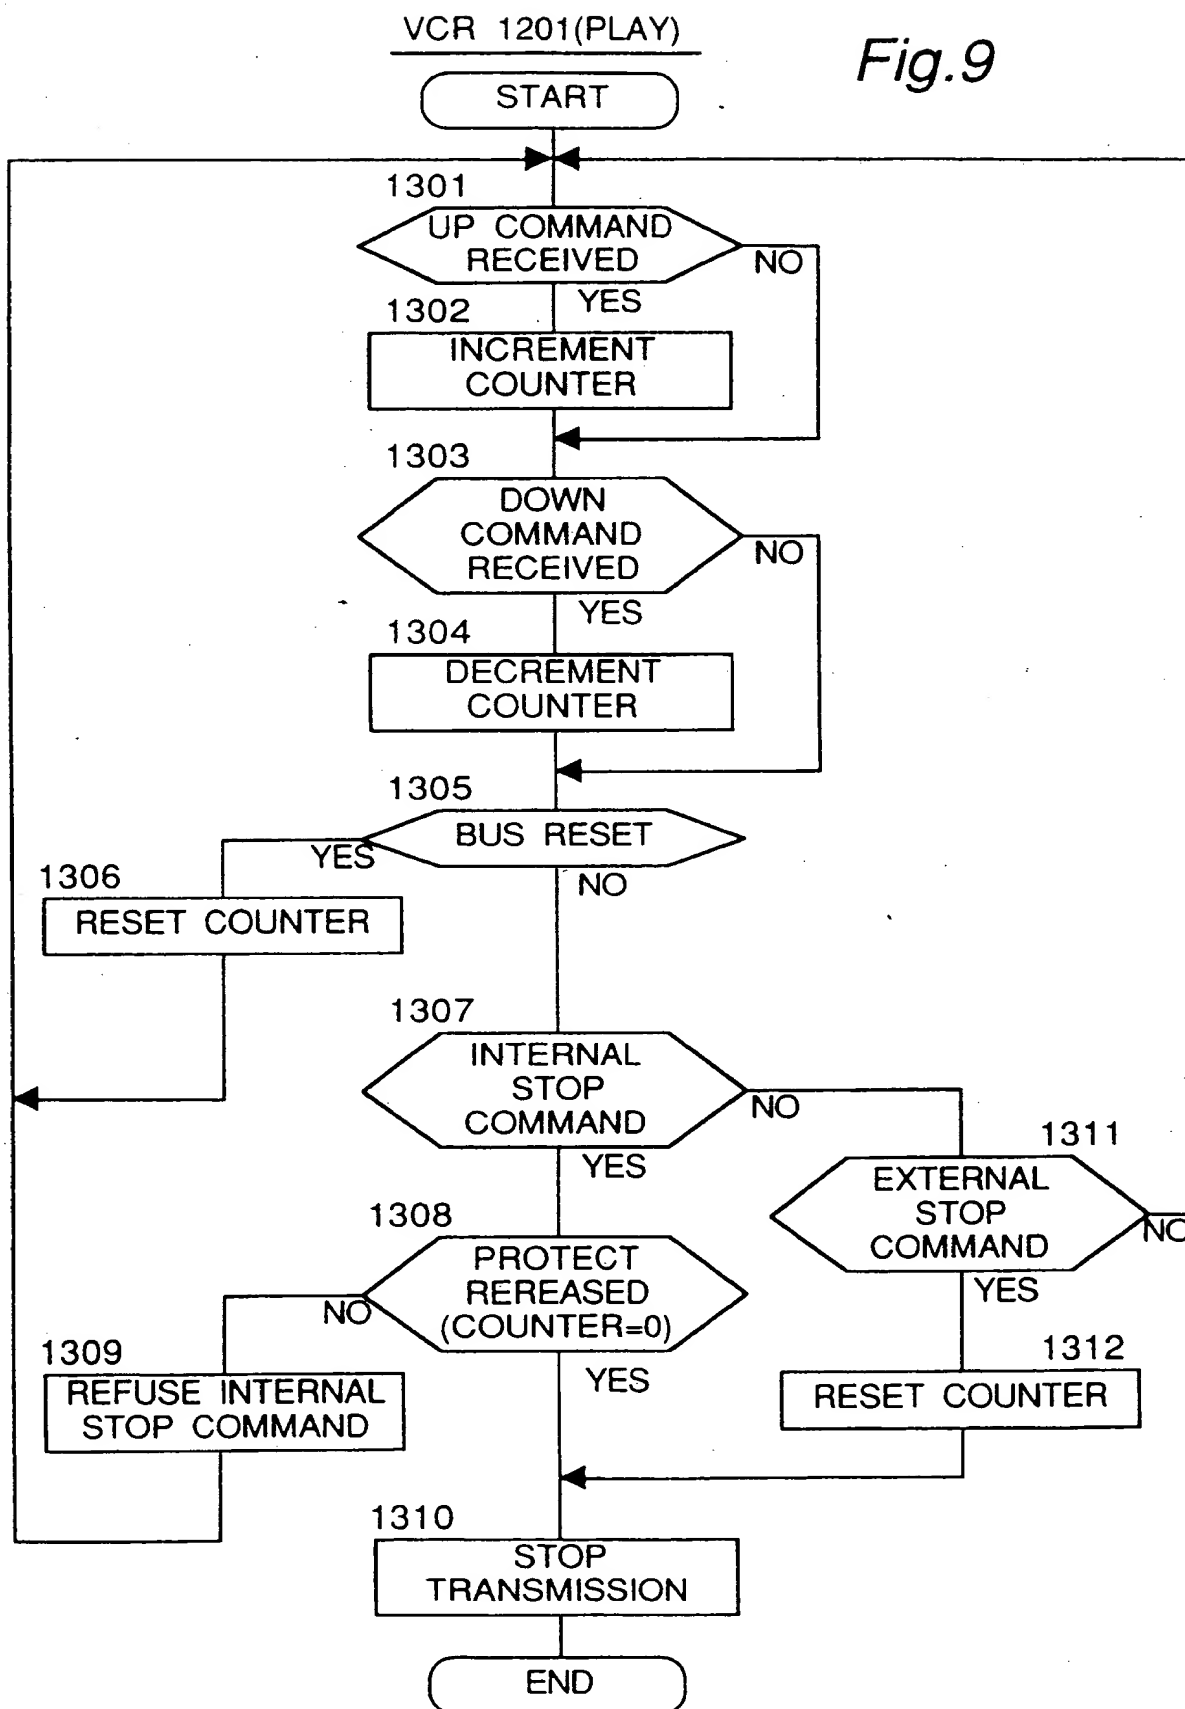 VCR 1201(PLAY)
Fig.9
START
1301
UP COMMAND
RECEIVED
NO
YES
1302
INCREMENT
COUNTER
1303
DOWN
COMMAND
RECEIVED
NO
YES
1304
DECREMENT
COUNTER
1305
BUS RESET
YES
NO
1306
RESET COUNTER
1307
INTERNAL
STOP
COMMAND
NO
YES
1311
EXTERNAL
STOP
COMMAND
NO
YES
1308
PROTECT
REREASED
(COUNTER=0)
NO
YES
1309
REFUSE INTERNAL
STOP COMMAND
1312
RESET COUNTER
1310
STOP
TRANSMISSION
END